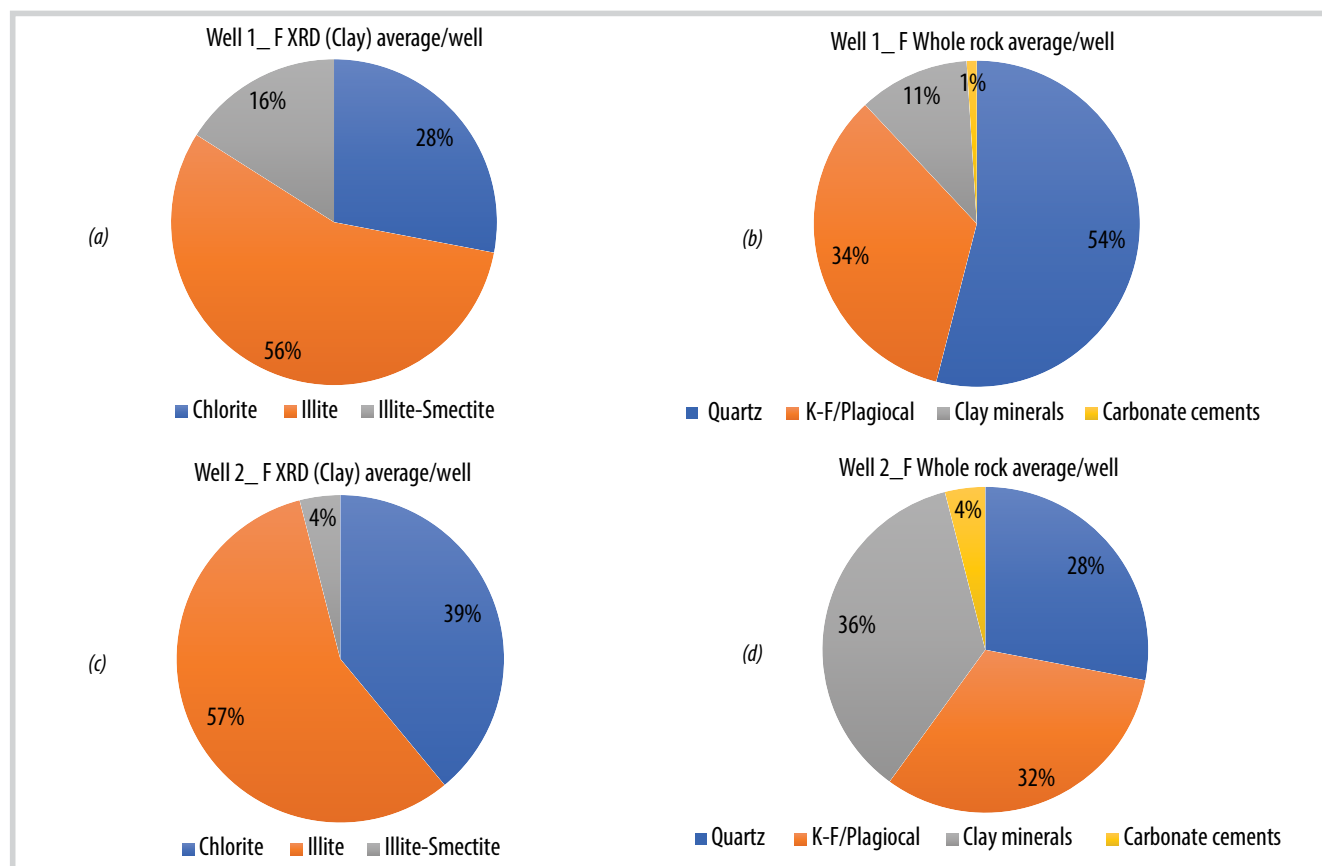 Well 1_ F XRD (Clay) average/well
16%
28%
(a)
56%
Chlorite Illite Illite-Smectite
Well 1_ F Whole rock average/well
1%
11%
(b)
34%
54%
Quartz K-F/Plagiocal Clay minerals Carbonate cements
Well 2_ F XRD (Clay) average/well
4%
39%
(c)
57%
Chlorite Illite Illite-Smectite
Well 2_F Whole rock average/well
4%
28%
36%
(d)
32%
Quartz K-F/Plagiocal Clay minerals Carbonate cements